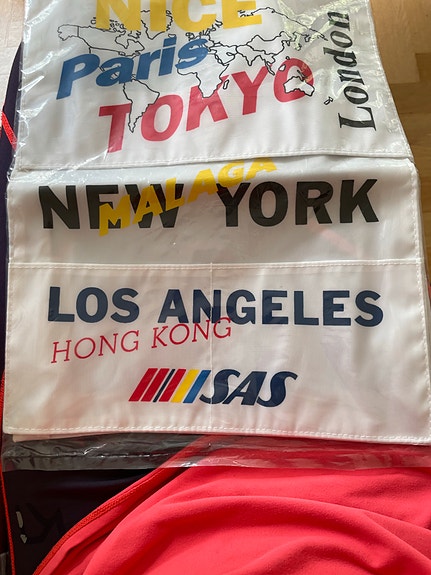 NICE
Paris
TOKYO
London
NEW YORK
MALAGA
LOS ANGELES
HONG KONG
SAS